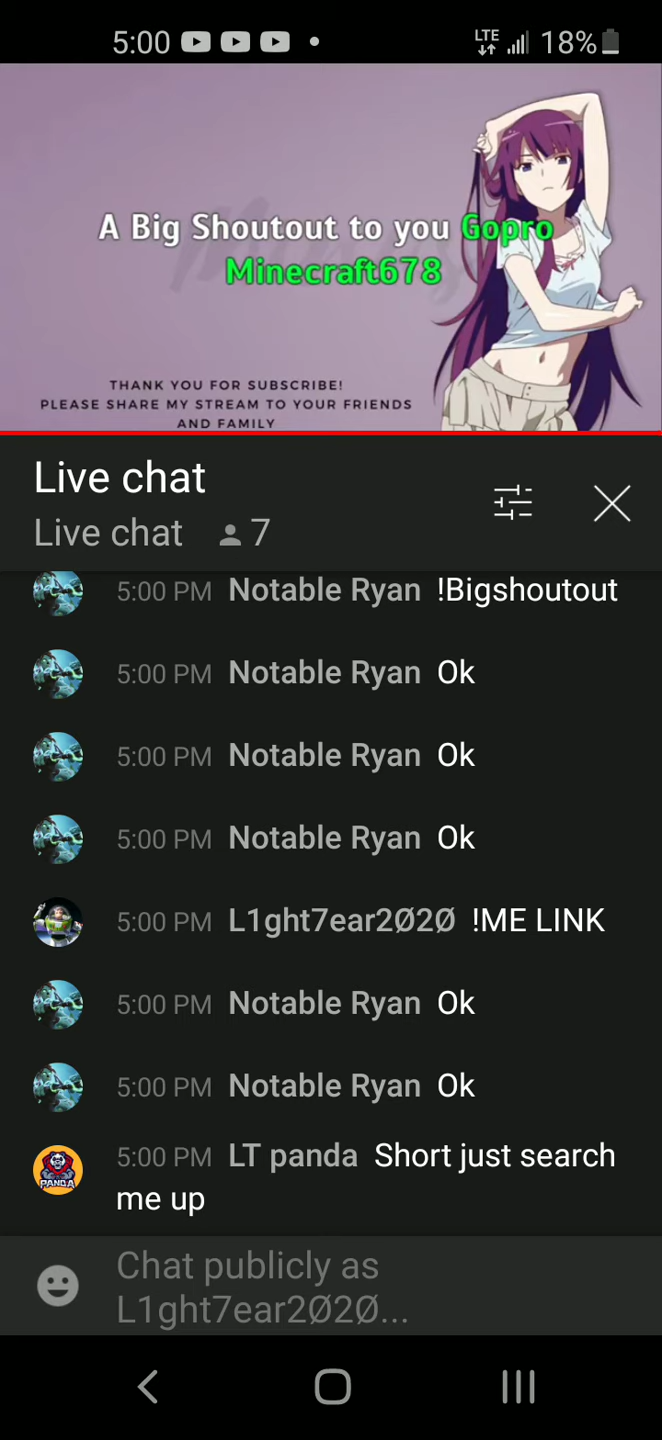 5:00
LTE
18%
A Big Shoutout to you Gopro
Minecraft678
THANK YOU FOR SUBSCRIBE!
PLEASE SHARE MY STREAM TO YOUR FRIENDS
AND FAMILY
Live chat
Live chat 7
5:00 PM Notable Ryan !Bigshoutout
5:00 PM Notable Ryan Ok
5:00 PM Notable Ryan Ok
5:00 PM Notable Ryan Ok
5:00 PM L1ght7ear2Ø2Ø !ME LINK
5:00 PM Notable Ryan Ok
5:00 PM Notable Ryan Ok
PANDA
5:00 PM LT panda Short just search
me up
Chat publicly as
L1ght7ear2Ø2Ø...